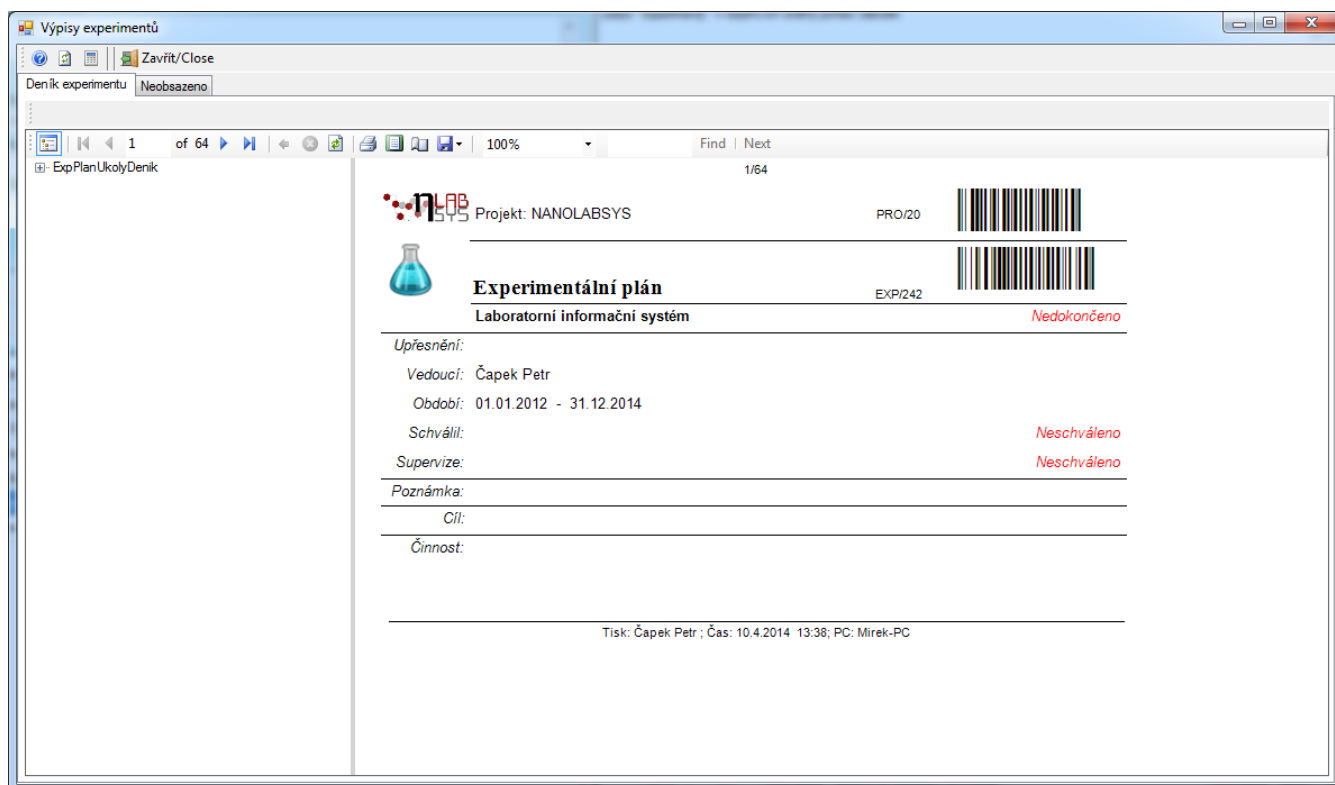 Výpisy experimentů
Zavřít/Close
Deník experimentu Neobsazeno
1 of 64 100% Find | Next
ExpPlanUkolyDenik
1/64
nLAB SYS Projekt: NANOLABSYS PRO/20
Experimentální plán EXP/242
Laboratorní informační systém Nedokončeno
Upřesnění:
Vedoucí: Čapek Petr
Období: 01.01.2012 - 31.12.2014
Schválil: Neschváleno
Supervize: Neschváleno
Poznámka:
Cíl:
Činnost:
Tisk: Čapek Petr ; Čas: 10.4.2014 13:38; PC: Mirek-PC